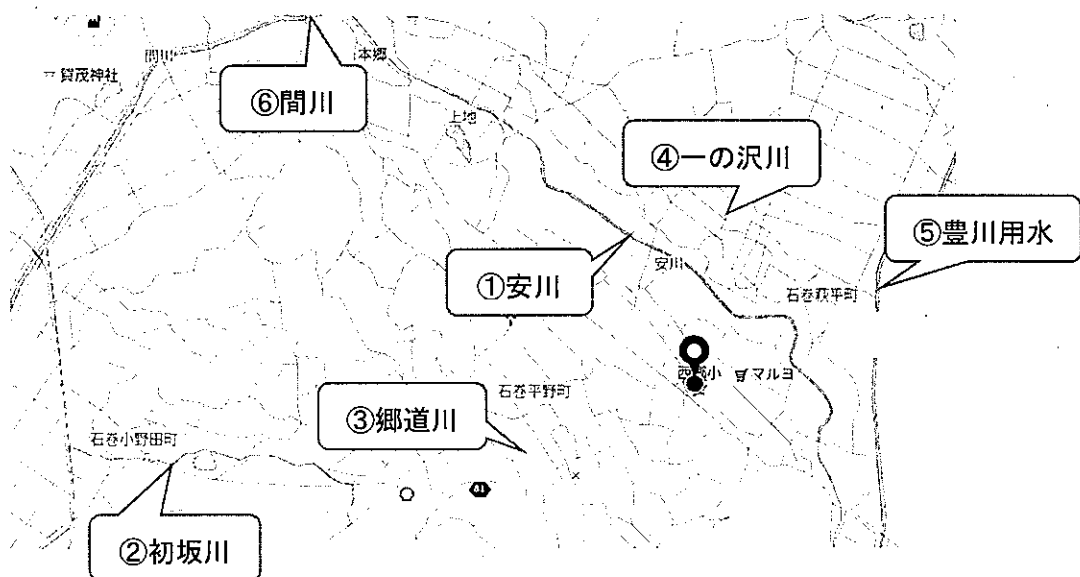 間川
本郷
賀茂神社
⑥間川
上地
④一の沢川
⑤豊川用水
安川
①安川
石巻萩平町
西郷小
マルヨ
石巻平野町
③郷道川
石巻小野田町
81
②初坂川